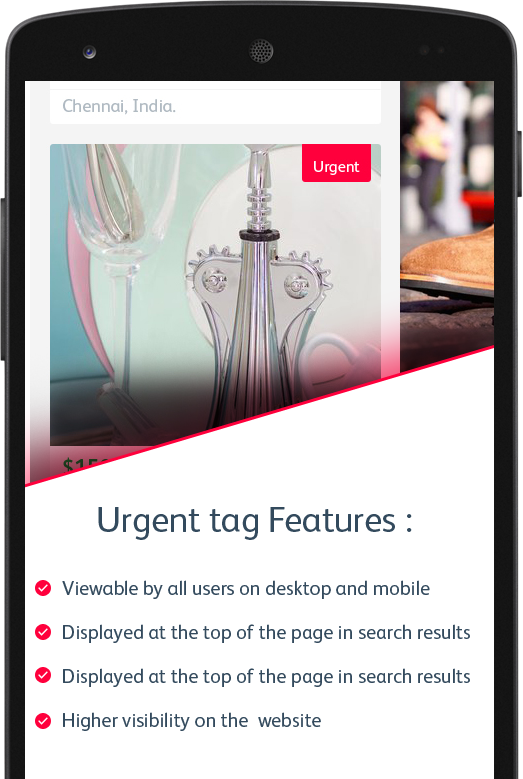 Chennai, India.
Urgent
Urgent tag Features :
Viewable by all users on desktop and mobile
Displayed at the top of the page in search results
Displayed at the top of the page in search results
Higher visibility on the  website